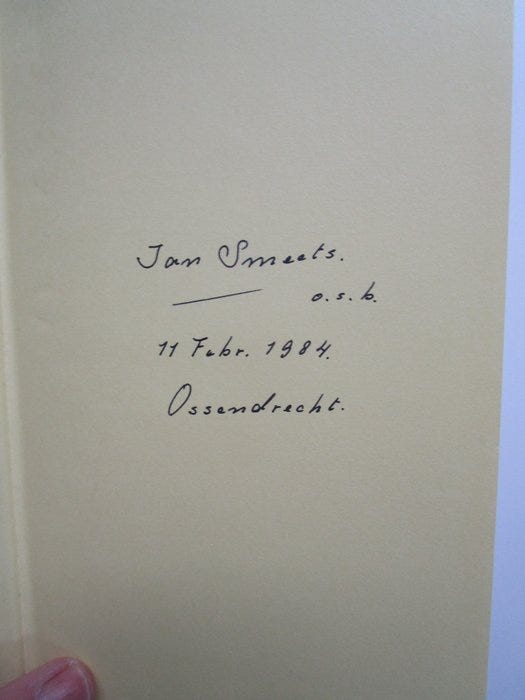 Jan Smeets.
o.s.b.
11 Febr. 1984.
Ossendrecht.